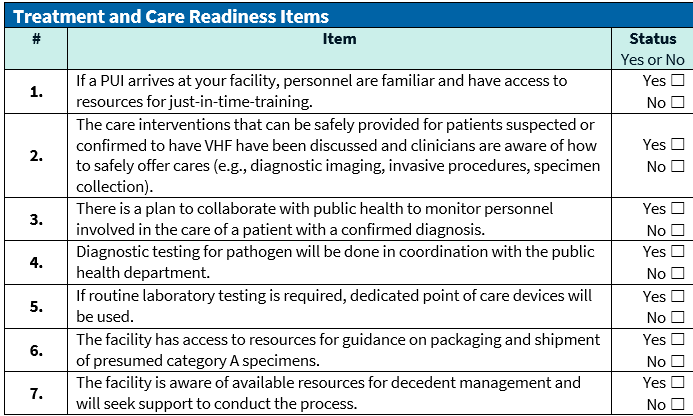 Treatment and Care Readiness Items
# Item Status
Yes or No
1. If a PUI arrives at your facility, personnel are familiar and have access to
resources for just-in-time-training.
Yes ☐
No ☐
2. The care interventions that can be safely provided for patients suspected or
confirmed to have VHF have been discussed and clinicians are aware of how
to safely offer cares (e.g., diagnostic imaging, invasive procedures, specimen
collection).
Yes ☐
No ☐
3. There is a plan to collaborate with public health to monitor personnel
involved in the care of a patient with a confirmed diagnosis.
Yes ☐
No ☐
4. Diagnostic testing for pathogen will be done in coordination with the public
health department.
Yes ☐
No ☐
5. If routine laboratory testing is required, dedicated point of care devices will
be used.
Yes ☐
No ☐
6. The facility has access to resources for guidance on packaging and shipment
of presumed category A specimens.
Yes ☐
No ☐
7. The facility is aware of available resources for decedent management and
will seek support to conduct the process.
Yes ☐
No ☐